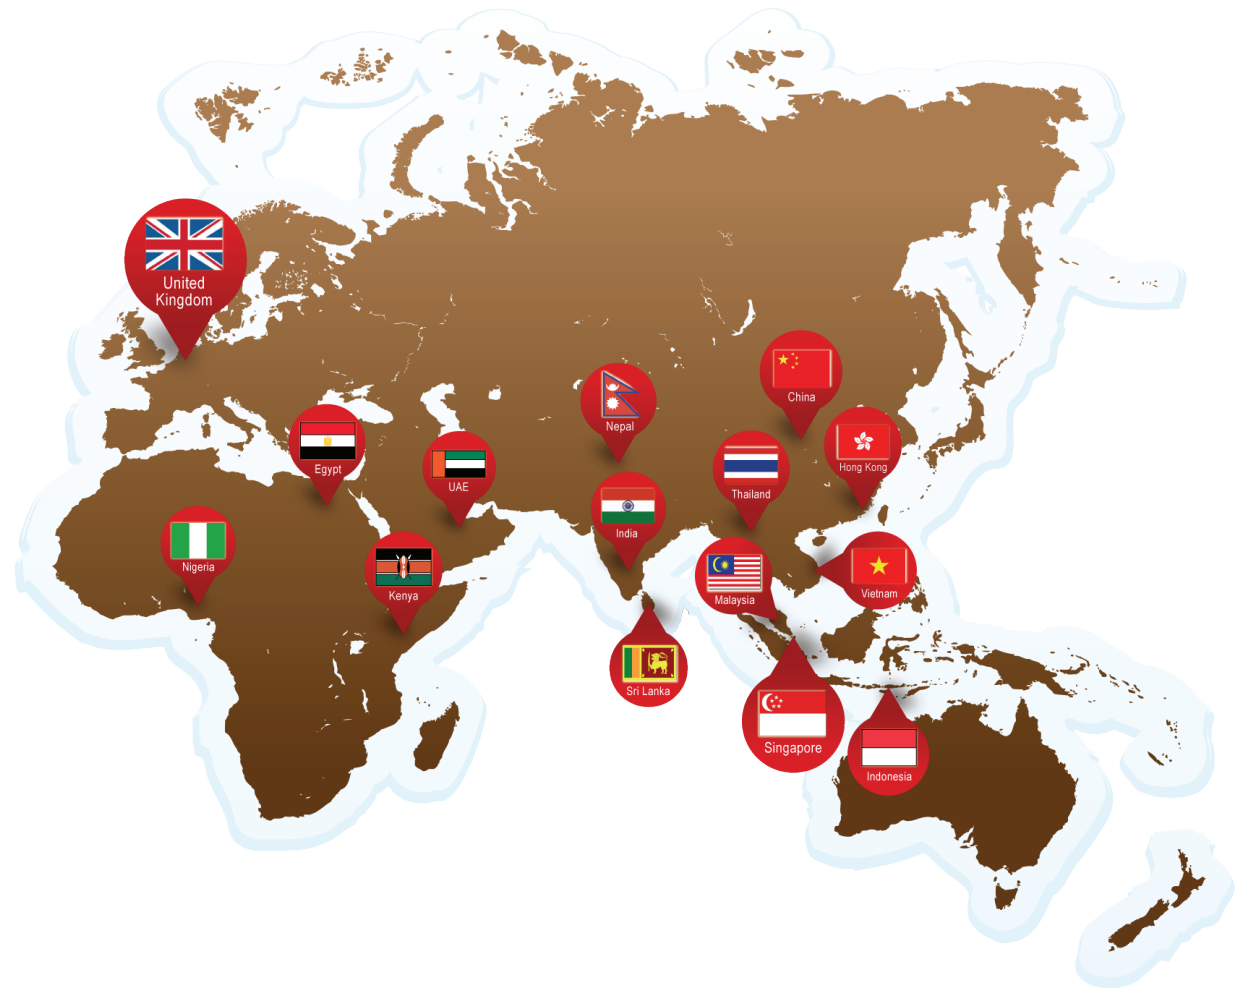 United
Kingdom
China
Nepal
Hong Kong
Egypt
UAE
Thailand
India
Nigeria
Kenya
Malaysia
Vietnam
Sri Lanka
Singapore
Indonesia